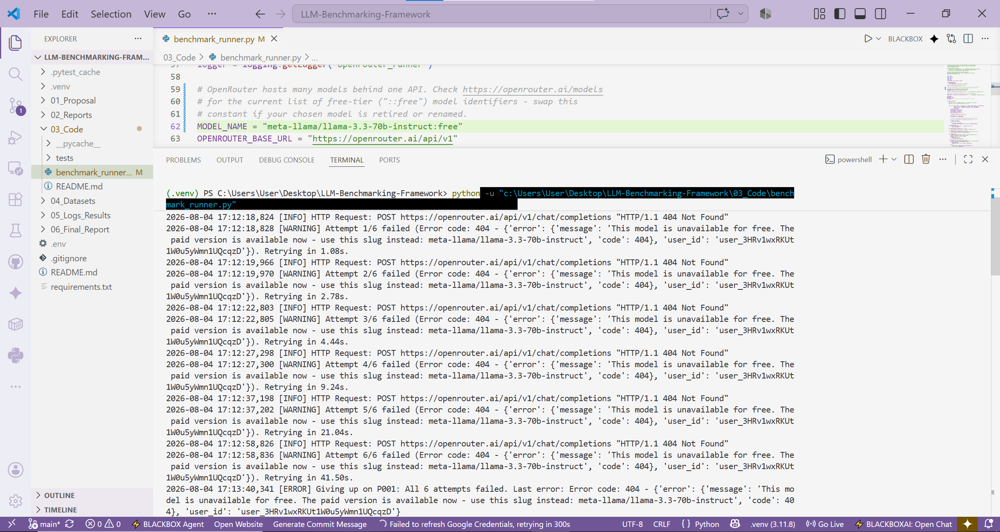 File Edit Selection View Go ··· LLM-Benchmarking-Framework
EXPLORER ···
LLM-BENCHMARKING-FRAM...
.pytest_cache
.venv
01_Proposal
02_Reports
03_Code
__pycache__
tests
benchmark_runner... M
README.md
04_Datasets
05_Logs_Results
06_Final_Report
.env
.gitignore
README.md
requirements.txt
OUTLINE
TIMELINE
1
benchmark_runner.py M
BLACKBOX
03_Code > benchmark_runner.py > ...
57 logger = logging.getLogger("openrouter_runner")
58
59 # OpenRouter hosts many models behind one API. Check https://openrouter.ai/models
60 # for the current list of free-tier ("::free") model identifiers - swap this
61 # constant if your chosen model is retired or renamed.
62 MODEL_NAME = "meta-llama/llama-3.3-70b-instruct:free"
63 OPENROUTER_BASE_URL = "https://openrouter.ai/api/v1"
PROBLEMS OUTPUT DEBUG CONSOLE TERMINAL PORTS
powershell
(.venv) PS C:\Users\User\Desktop\LLM-Benchmarking-Framework> python -u "c:\Users\User\Desktop\LLM-Benchmarking-Framework\03_Code\bench
mark_runner.py"
2026-08-04 17:12:18,824 [INFO] HTTP Request: POST https://openrouter.ai/api/v1/chat/completions "HTTP/1.1 404 Not Found"
2026-08-04 17:12:18,828 [WARNING] Attempt 1/6 failed (Error code: 404 - {'error': {'message': 'This model is unavailable for free. The
paid version is available now - use this slug instead: meta-llama/llama-3.3-70b-instruct', 'code': 404}, 'user_id': 'user_3HRv1wxRKUt
1W0u5yWmn1UQcqzD'}). Retrying in 1.08s.
2026-08-04 17:12:19,966 [INFO] HTTP Request: POST https://openrouter.ai/api/v1/chat/completions "HTTP/1.1 404 Not Found"
2026-08-04 17:12:19,970 [WARNING] Attempt 2/6 failed (Error code: 404 - {'error': {'message': 'This model is unavailable for free. The
paid version is available now - use this slug instead: meta-llama/llama-3.3-70b-instruct', 'code': 404}, 'user_id': 'user_3HRv1wxRKUt
1W0u5yWmn1UQcqzD'}). Retrying in 2.78s.
2026-08-04 17:12:22,803 [INFO] HTTP Request: POST https://openrouter.ai/api/v1/chat/completions "HTTP/1.1 404 Not Found"
2026-08-04 17:12:22,805 [WARNING] Attempt 3/6 failed (Error code: 404 - {'error': {'message': 'This model is unavailable for free. The
paid version is available now - use this slug instead: meta-llama/llama-3.3-70b-instruct', 'code': 404}, 'user_id': 'user_3HRv1wxRKUt
1W0u5yWmn1UQcqzD'}). Retrying in 4.44s.
2026-08-04 17:12:27,298 [INFO] HTTP Request: POST https://openrouter.ai/api/v1/chat/completions "HTTP/1.1 404 Not Found"
2026-08-04 17:12:27,300 [WARNING] Attempt 4/6 failed (Error code: 404 - {'error': {'message': 'This model is unavailable for free. The
paid version is available now - use this slug instead: meta-llama/llama-3.3-70b-instruct', 'code': 404}, 'user_id': 'user_3HRv1wxRKUt
1W0u5yWmn1UQcqzD'}). Retrying in 9.24s.
2026-08-04 17:12:37,198 [INFO] HTTP Request: POST https://openrouter.ai/api/v1/chat/completions "HTTP/1.1 404 Not Found"
2026-08-04 17:12:37,202 [WARNING] Attempt 5/6 failed (Error code: 404 - {'error': {'message': 'This model is unavailable for free. The
paid version is available now - use this slug instead: meta-llama/llama-3.3-70b-instruct', 'code': 404}, 'user_id': 'user_3HRv1wxRKUt
1W0u5yWmn1UQcqzD'}). Retrying in 21.04s.
2026-08-04 17:12:58,826 [INFO] HTTP Request: POST https://openrouter.ai/api/v1/chat/completions "HTTP/1.1 404 Not Found"
2026-08-04 17:12:58,836 [WARNING] Attempt 6/6 failed (Error code: 404 - {'error': {'message': 'This model is unavailable for free. The
paid version is available now - use this slug instead: meta-llama/llama-3.3-70b-instruct', 'code': 404}, 'user_id': 'user_3HRv1wxRKUt
1W0u5yWmn1UQcqzD'}). Retrying in 41.50s.
2026-08-04 17:13:40,341 [ERROR] Giving up on P001: All 6 attempts failed. Last error: Error code: 404 - {'error': {'message': 'This mo
del is unavailable for free. The paid version is available now - use this slug instead: meta-llama/llama-3.3-70b-instruct', 'code': 40
4}, 'user_id': 'user_3HRv1wxRKUt1W0u5yWmn1UQcqzD'}
main* 0 0 BLACKBOX Agent Open Website Generate Commit Message Failed to refresh Google Credentials, retrying in 300s UTF-8 CRLF { } Python .venv (3.11.8) Go Live BLACKBOXAI: Open Chat